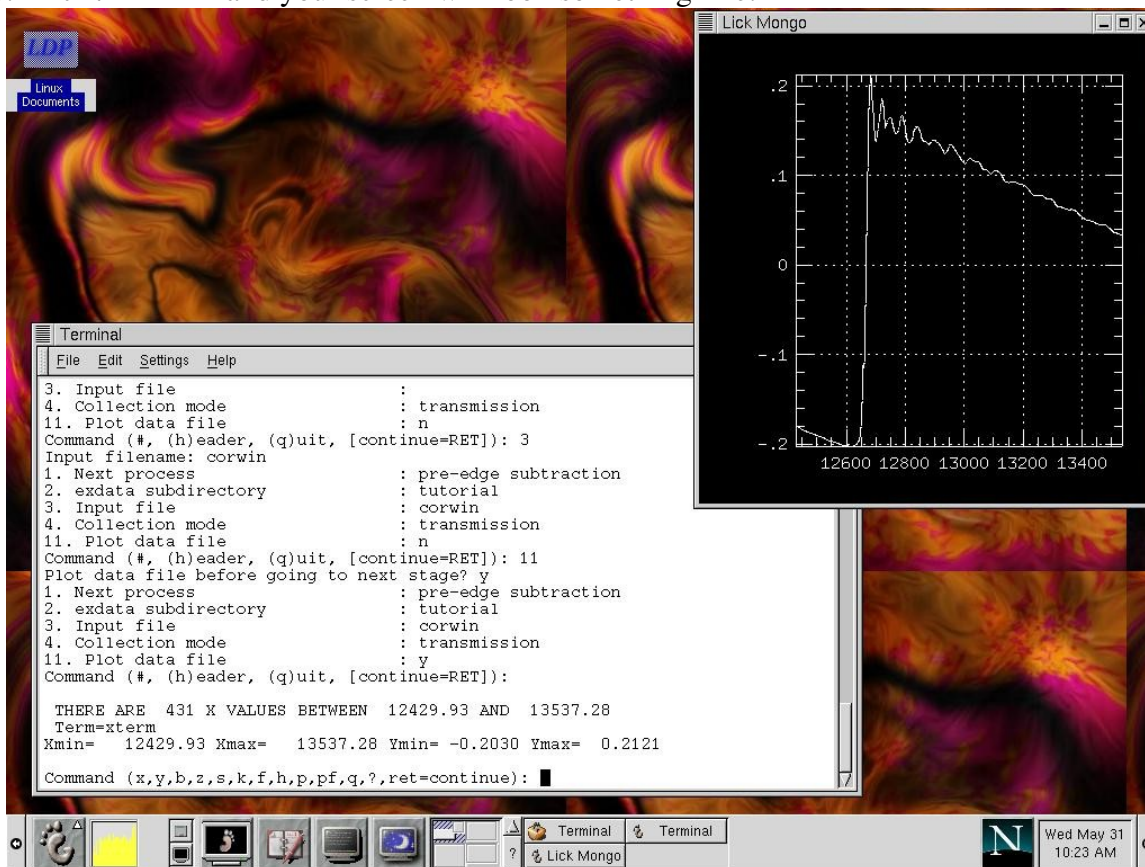 LDP
Linux
Documents
Lick Mongo
.2
.1
0
-.1
-.2
12600 12800 13000 13200 13400
Terminal
File Edit Settings Help
3. Input file :
4. Collection mode : transmission
11. Plot data file : n
Command (#, (h)eader, (q)uit, [continue=RET]): 3
Input filename: corwin
1. Next process : pre-edge subtraction
2. exdata subdirectory : tutorial
3. Input file : corwin
4. Collection mode : transmission
11. Plot data file : n
Command (#, (h)eader, (q)uit, [continue=RET]): 11
Plot data file before going to next stage? y
1. Next process : pre-edge subtraction
2. exdata subdirectory : tutorial
3. Input file : corwin
4. Collection mode : transmission
11. Plot data file : y
Command (#, (h)eader, (q)uit, [continue=RET]):
THERE ARE 431 X VALUES BETWEEN 12429.93 AND 13537.28
Term=xterm
Xmin= 12429.93 Xmax= 13537.28 Ymin= -0.2030 Ymax= 0.2121
Command (x,y,b,z,s,k,f,h,p,pf,q,?,ret=continue):
?
Terminal
Terminal
Lick Mongo
N
Wed May 31
10:23 AM